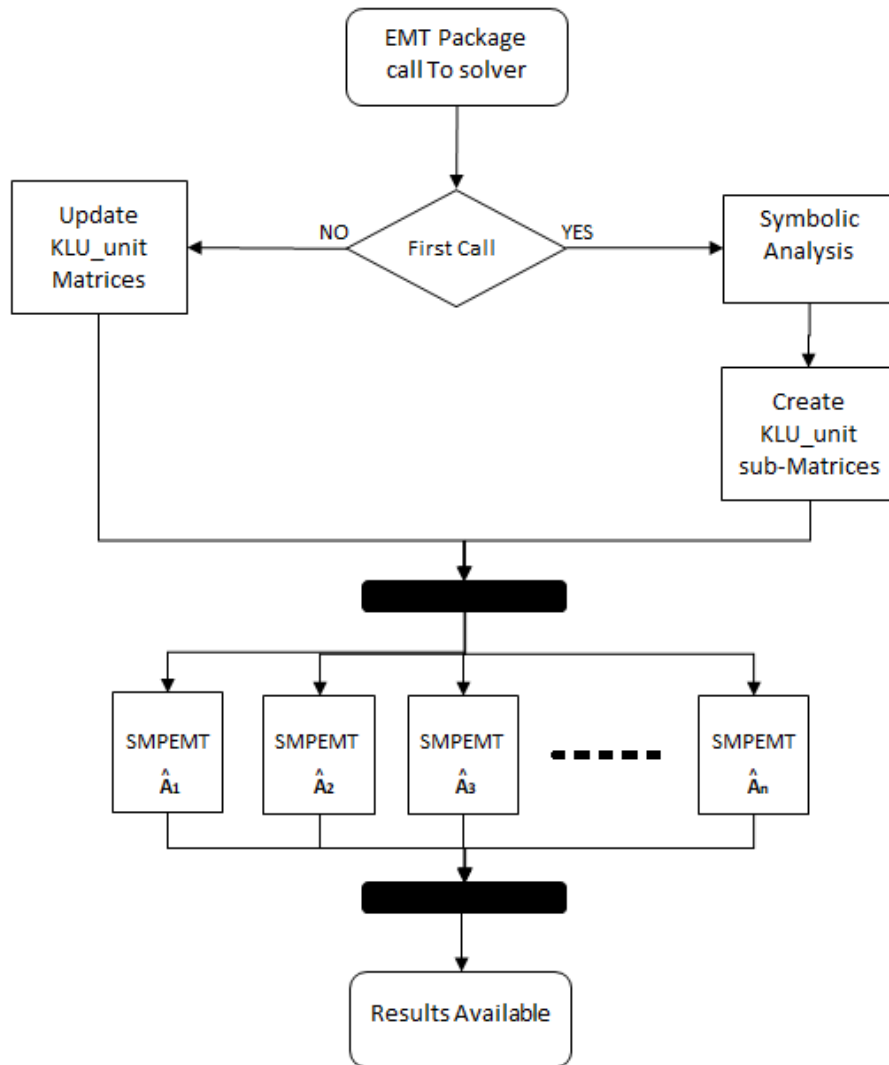 EMT Package
call To solver
Update
KLU_unit
Matrices
NO
First Call
YES
Symbolic
Analysis
Create
KLU_unit
sub-Matrices
SMPEMT
Â1
SMPEMT
Â2
SMPEMT
Â3
SMPEMT
Ân
Results Available